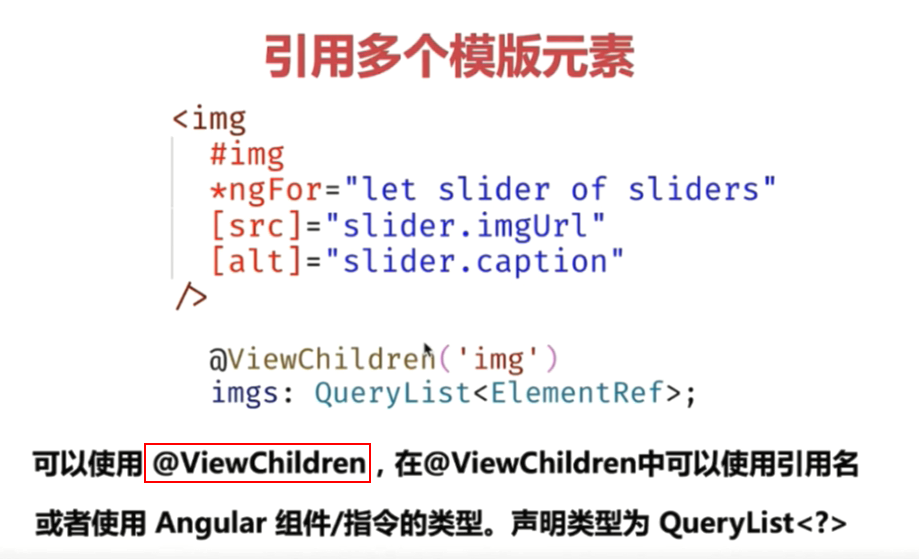 引用多个模版元素
<img
#img
*ngFor="let slider of sliders"
[src]="slider.imgUrl"
[alt]="slider.caption"
/>
@ViewChildren('img')
imgs: QueryList<ElementRef>;
可以使用 @ViewChildren，在@ViewChildren中可以使用引用名
或者使用 Angular 组件/指令的类型。声明类型为 QueryList<?>